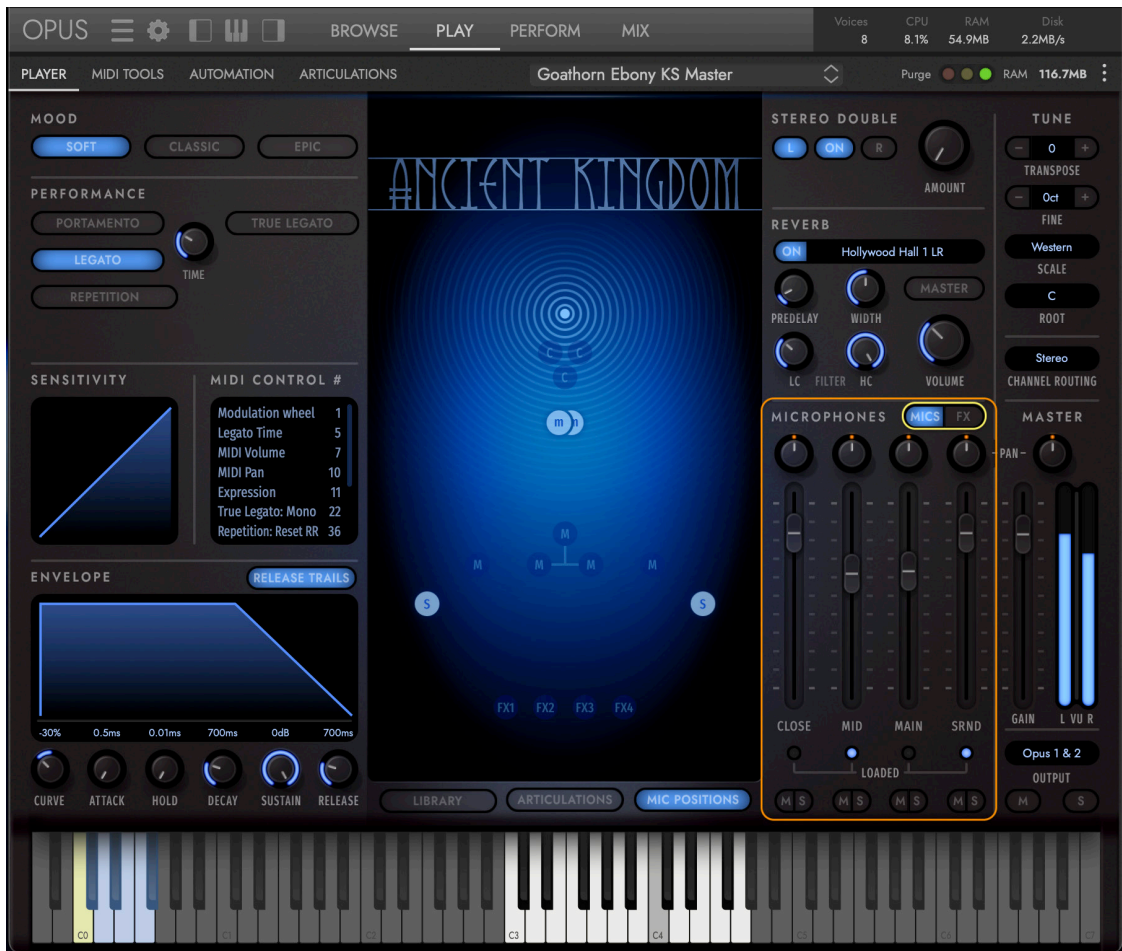 OPUS BROWSE PLAY PERFORM MIX Voices 8 CPU 8.1% RAM 54.9MB Disk 2.2MB/s
PLAYER MIDI TOOLS AUTOMATION ARTICULATIONS Goathorn Ebony KS Master Purge RAM 116.7MB
MOOD
SOFT CLASSIC EPIC
PERFORMANCE
PORTAMENTO TRUE LEGATO
LEGATO
TIME
REPETITION
SENSITIVITY
MIDI CONTROL #
Modulation wheel 1
Legato Time 5
MIDI Volume 7
MIDI Pan 10
Expression 11
True Legato: Mono 22
Repetition: Reset RR 36
ENVELOPE RELEASE TRAILS
-30% 0.5ms 0.01ms 700ms 0dB 700ms
CURVE ATTACK HOLD DECAY SUSTAIN RELEASE
ANCIENT KINGDOM
C C
C
m n
M
M M M M
S S
FX1 FX2 FX3 FX4
LIBRARY ARTICULATIONS MIC POSITIONS
STEREO DOUBLE
L ON R
AMOUNT
REVERB
ON Hollywood Hall 1 LR
MASTER
PREDELAY WIDTH
LC FILTER HC VOLUME
MICROPHONES MICS FX
CLOSE MID MAIN SRND
LOADED
M S M S M S M S
TUNE
- 0 +
TRANSPOSE
- 0ct +
FINE
Western
SCALE
C
ROOT
Stereo
CHANNEL ROUTING
MASTER
-PAN-
GAIN L VU R
Opus 1 & 2
OUTPUT
M S
C0 C1 C2 C3 C4 C5 C6 C7